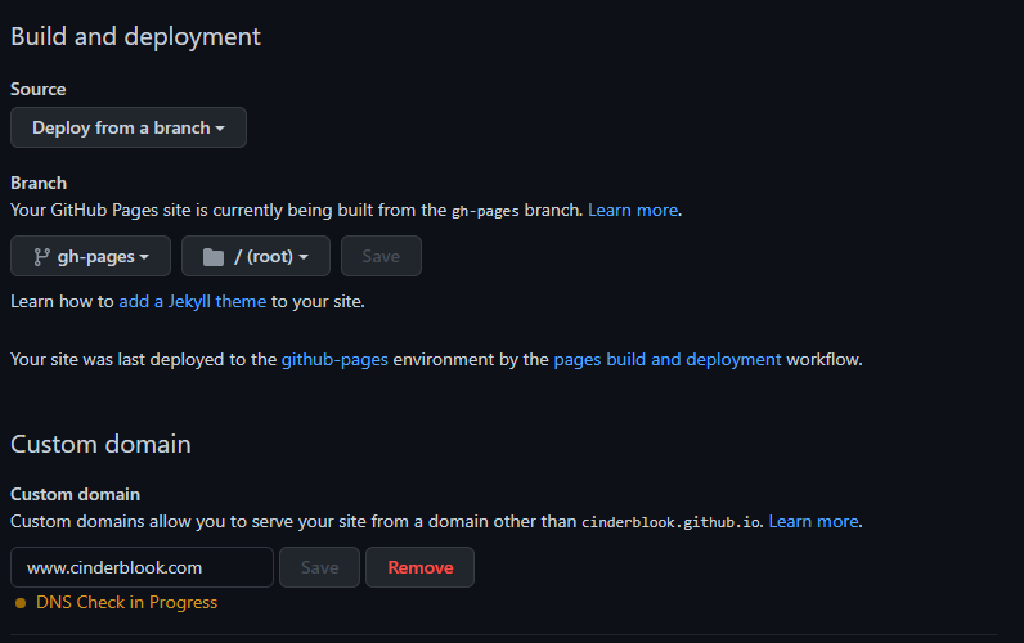 Build and deployment
Source
Deploy from a branch
Branch
Your GitHub Pages site is currently being built from the gh-pages branch. Learn more.
gh-pages / (root) Save
Learn how to add a Jekyll theme to your site.
Your site was last deployed to the github-pages environment by the pages build and deployment workflow.
Custom domain
Custom domain
Custom domains allow you to serve your site from a domain other than cinderblook.github.io. Learn more.
www.cinderblook.com Save Remove
DNS Check in Progress